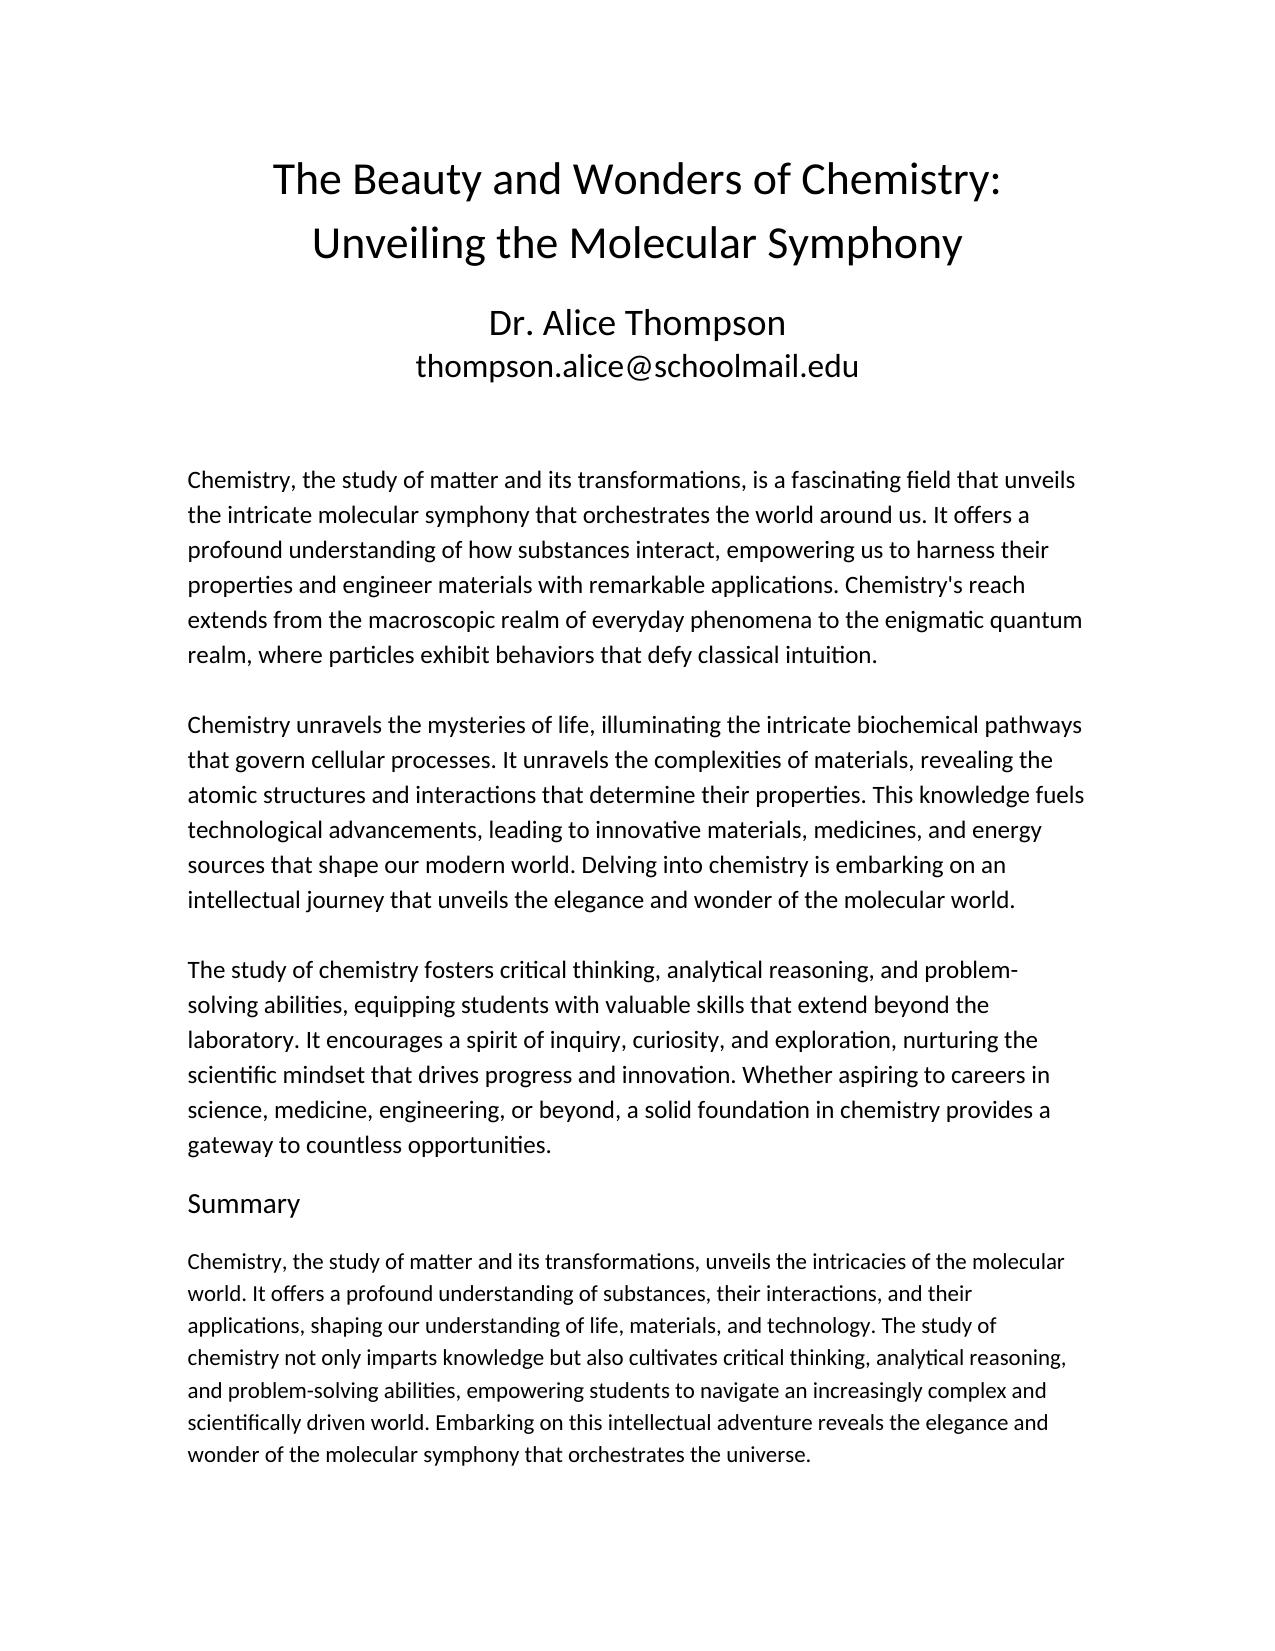 The Beauty and Wonders of Chemistry:
Unveiling the Molecular Symphony
Dr. Alice Thompson
thompson.alice@schoolmail.edu
Chemistry, the study of matter and its transformations, is a fascinating field that unveils
the intricate molecular symphony that orchestrates the world around us. It offers a
profound understanding of how substances interact, empowering us to harness their
properties and engineer materials with remarkable applications. Chemistry's reach
extends from the macroscopic realm of everyday phenomena to the enigmatic quantum
realm, where particles exhibit behaviors that defy classical intuition.
Chemistry unravels the mysteries of life, illuminating the intricate biochemical pathways
that govern cellular processes. It unravels the complexities of materials, revealing the
atomic structures and interactions that determine their properties. This knowledge fuels
technological advancements, leading to innovative materials, medicines, and energy
sources that shape our modern world. Delving into chemistry is embarking on an
intellectual journey that unveils the elegance and wonder of the molecular world.
The study of chemistry fosters critical thinking, analytical reasoning, and problem-
solving abilities, equipping students with valuable skills that extend beyond the
laboratory. It encourages a spirit of inquiry, curiosity, and exploration, nurturing the
scientific mindset that drives progress and innovation. Whether aspiring to careers in
science, medicine, engineering, or beyond, a solid foundation in chemistry provides a
gateway to countless opportunities.
Summary
Chemistry, the study of matter and its transformations, unveils the intricacies of the molecular
world. It offers a profound understanding of substances, their interactions, and their
applications, shaping our understanding of life, materials, and technology. The study of
chemistry not only imparts knowledge but also cultivates critical thinking, analytical reasoning,
and problem-solving abilities, empowering students to navigate an increasingly complex and
scientifically driven world. Embarking on this intellectual adventure reveals the elegance and
wonder of the molecular symphony that orchestrates the universe.